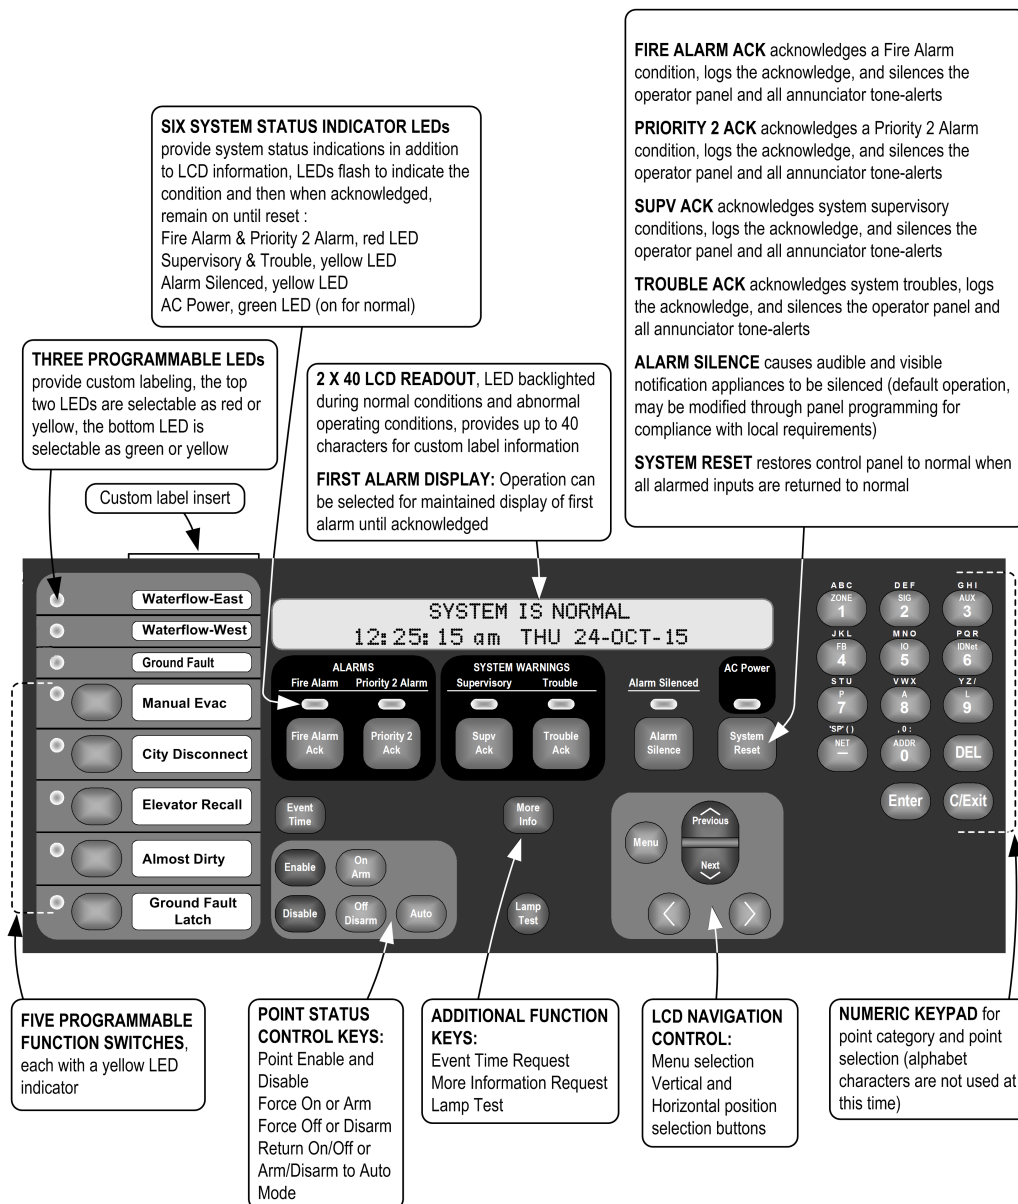 FIRE ALARM ACK acknowledges a Fire Alarm
condition, logs the acknowledge, and silences the
operator panel and all annunciator tone-alerts
PRIORITY 2 ACK acknowledges a Priority 2 Alarm
condition, logs the acknowledge, and silences the
operator panel and all annunciator tone-alerts
SUPV ACK acknowledges system supervisory
conditions, logs the acknowledge, and silences the
operator panel and all annunciator tone-alerts
TROUBLE ACK acknowledges system troubles, logs
the acknowledge, and silences the operator panel and
all annunciator tone-alerts
ALARM SILENCE causes audible and visible
notification appliances to be silenced (default operation,
may be modified through panel programming for
compliance with local requirements)
SYSTEM RESET restores control panel to normal when
all alarmed inputs are returned to normal
SIX SYSTEM STATUS INDICATOR LEDs
provide system status indications in addition
to LCD information, LEDs flash to indicate the
condition and then when acknowledged,
remain on until reset :
Fire Alarm & Priority 2 Alarm, red LED
Supervisory & Trouble, yellow LED
Alarm Silenced, yellow LED
AC Power, green LED (on for normal)
THREE PROGRAMMABLE LEDs
provide custom labeling, the top
two LEDs are selectable as red or
yellow, the bottom LED is
selectable as green or yellow
2 X 40 LCD READOUT, LED backlighted
during normal conditions and abnormal
operating conditions, provides up to 40
characters for custom label information
FIRST ALARM DISPLAY: Operation can
be selected for maintained display of first
alarm until acknowledged
Custom label insert
Waterflow-East
Waterflow-West
Ground Fault
Manual Evac
City Disconnect
Elevator Recall
Almost Dirty
Ground Fault
Latch
SYSTEM IS NORMAL
12:25:15 am THU 24-OCT-15
ALARMS
Fire Alarm
Priority 2 Alarm
SYSTEM WARNINGS
Supervisory
Trouble
Alarm Silenced
AC Power
Fire Alarm
Ack
Priority 2
Ack
Supv
Ack
Trouble
Ack
Alarm
Silence
System
Reset
Event
Time
More
Info
Enable
On
Arm
Disable
Off
Disarm
Auto
Lamp
Test
Menu
Previous
Next
A B C
ZONE
1
D E F
SIG
2
G H I
AUX
3
J K L
FB
4
M N O
IO
5
P Q R
IDNet
6
S T U
P
7
V W X
A
8
Y Z /
L
9
'SP' ( )
NET
–
, 0 :
ADDR
0
DEL
Enter
C/Exit
FIVE PROGRAMMABLE
FUNCTION SWITCHES,
each with a yellow LED
indicator
POINT STATUS
CONTROL KEYS:
Point Enable and
Disable
Force On or Arm
Force Off or Disarm
Return On/Off or
Arm/Disarm to Auto
Mode
ADDITIONAL FUNCTION
KEYS:
Event Time Request
More Information Request
Lamp Test
LCD NAVIGATION
CONTROL:
Menu selection
Vertical and
Horizontal position
selection buttons
NUMERIC KEYPAD for
point category and point
selection (alphabet
characters are not used at
this time)